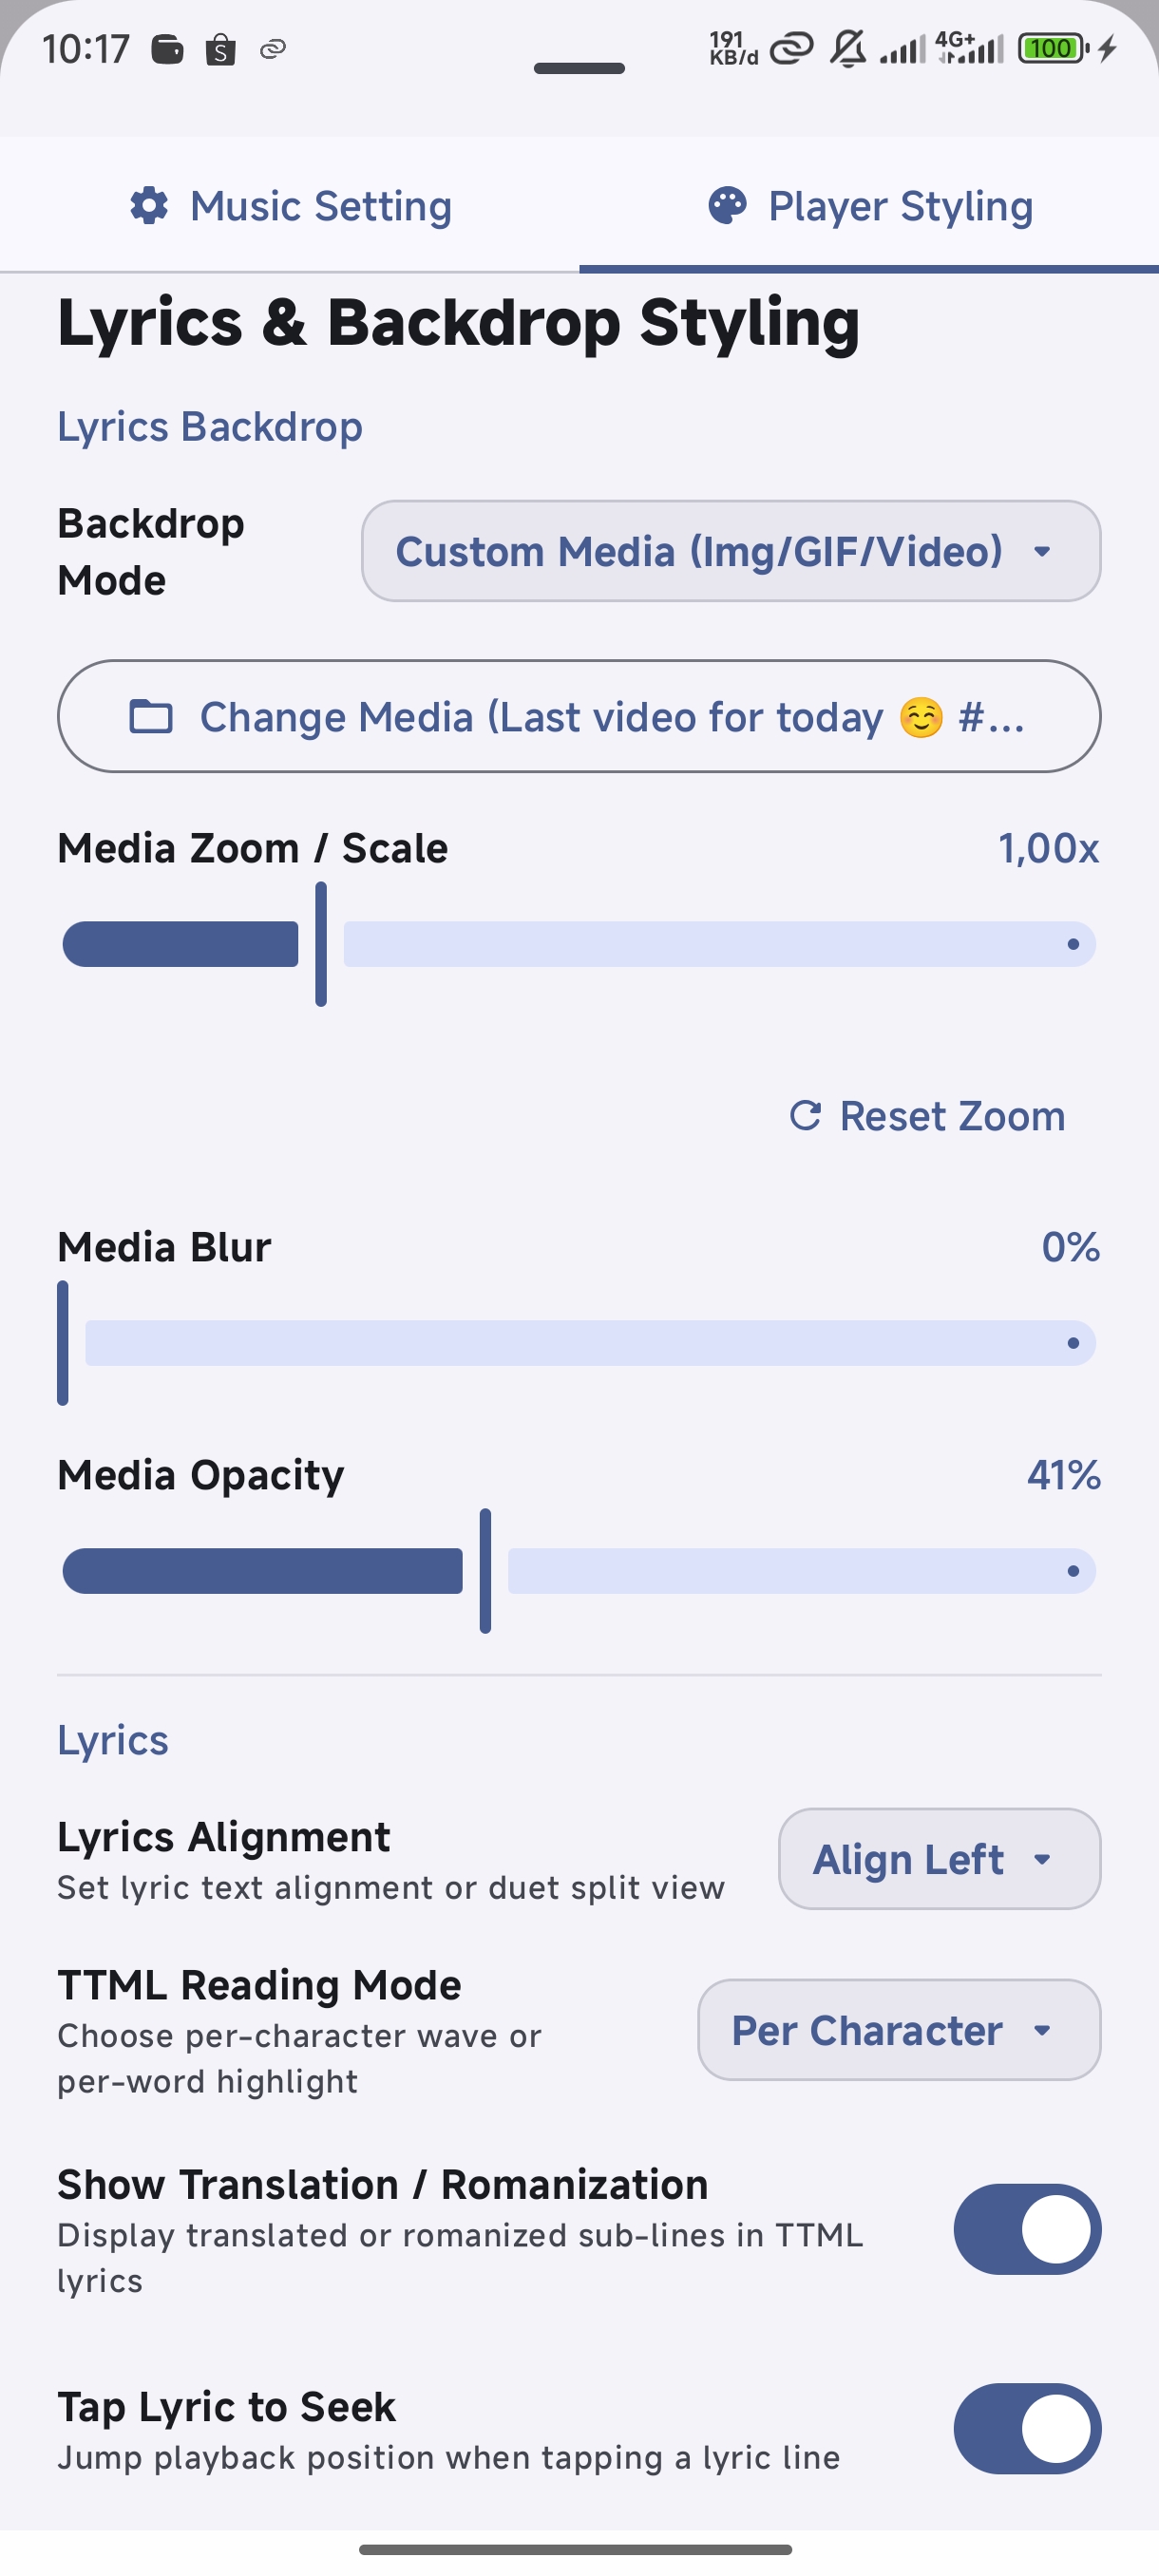 10:17
191
KB/d
4G+
100
Music Setting
Player Styling
Lyrics & Backdrop Styling
Lyrics Backdrop
Backdrop
Mode
Custom Media (Img/GIF/Video)
Change Media (Last video for today 😊 #...
Media Zoom / Scale
1,00x
Reset Zoom
Media Blur
0%
Media Opacity
41%
Lyrics
Lyrics Alignment
Set lyric text alignment or duet split view
Align Left
TTML Reading Mode
Choose per-character wave or
per-word highlight
Per Character
Show Translation / Romanization
Display translated or romanized sub-lines in TTML
lyrics
Tap Lyric to Seek
Jump playback position when tapping a lyric line